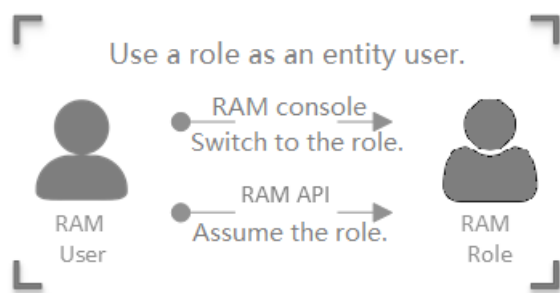 Use a role as an entity user.
RAM console
Switch to the role.
RAM API
Assume the role.
RAM
User
RAM
Role